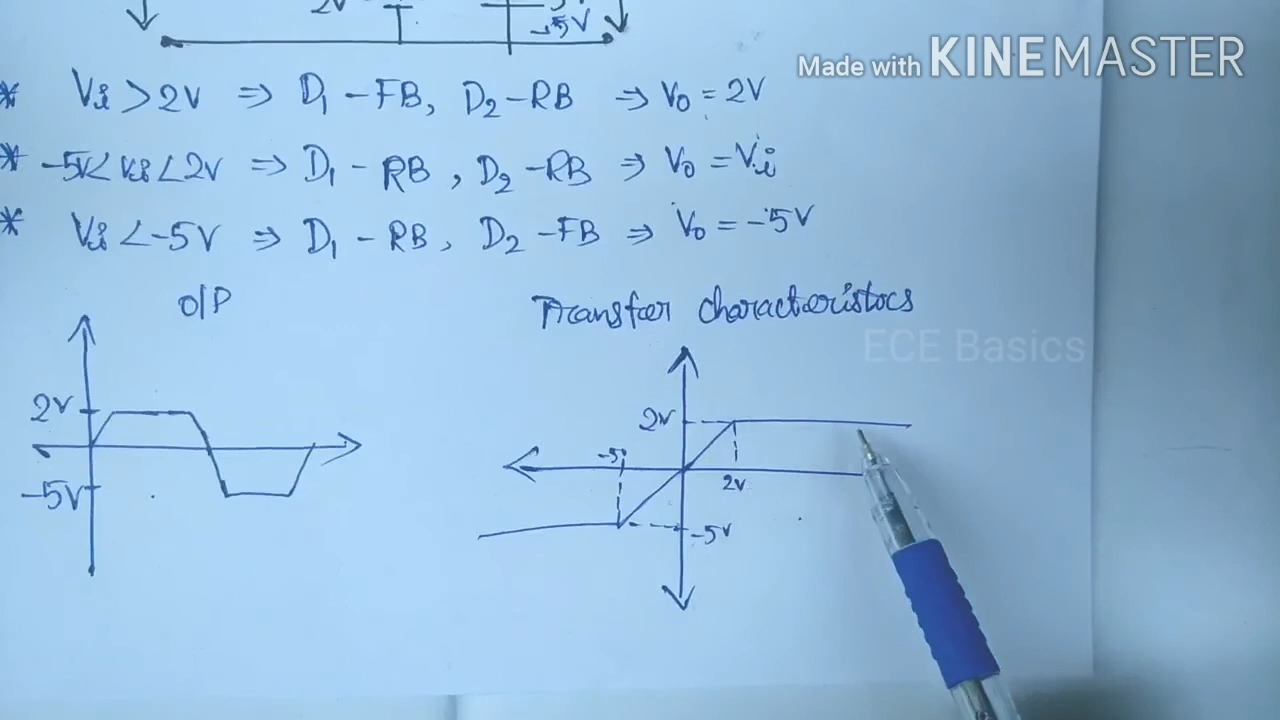 2V
-5V
Made with KINEMASTER
* Vi > 2V ⇒ D1 - FB, D2 - RB ⇒ V0 = 2V
* -5V < Vi < 2V ⇒ D1 - RB, D2 - RB ⇒ V0 = Vi
* Vi < -5V ⇒ D1 - RB, D2 - FB ⇒ V0 = -5V
O/P
Transfer characteristocs
ECE Basics
2V
-5V
2V
-5
2V
-5V